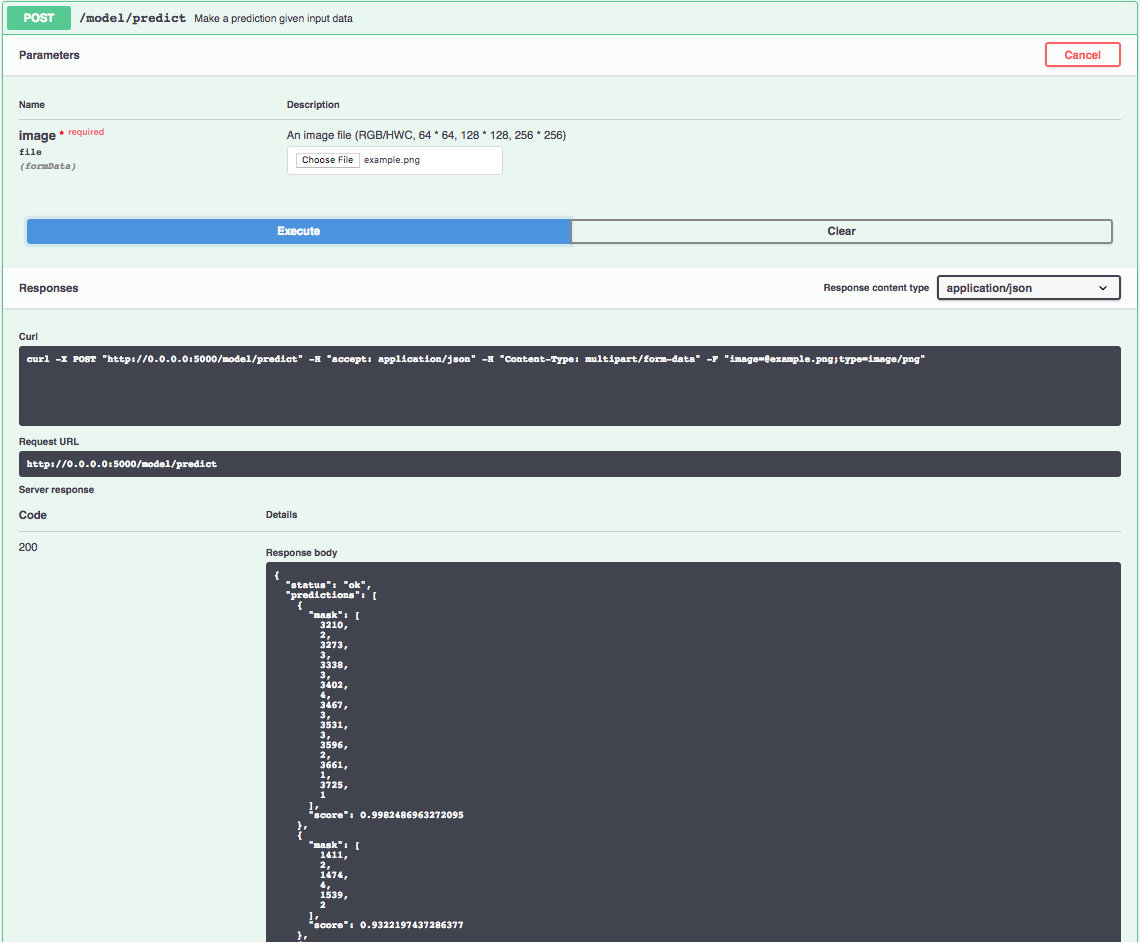 POST /model/predict Make a prediction given input data
Parameters Cancel
Name Description
image * required An image file (RGB/HWC, 64 * 64, 128 * 128, 256 * 256)
file
(formData)
Choose File example.png
Execute Clear
Responses Response content type application/json
Curl
curl -X POST "http://0.0.0.0:5000/model/predict" -H "accept: application/json" -H "Content-Type: multipart/form-data" -F "image=@example.png;type=image/png"
Request URL
http://0.0.0.0:5000/model/predict
Server response
Code Details
200
Response body
{
"status": "ok",
"predictions": [
{
"mask": [
3210,
2,
3273,
3,
3338,
3,
3402,
4,
3467,
3,
3531,
3,
3596,
2,
3661,
1,
3725,
1
],
"score": 0.9982486963272095
},
{
"mask": [
1411,
2,
1474,
4,
1539,
2
],
"score": 0.9322197437286377
},